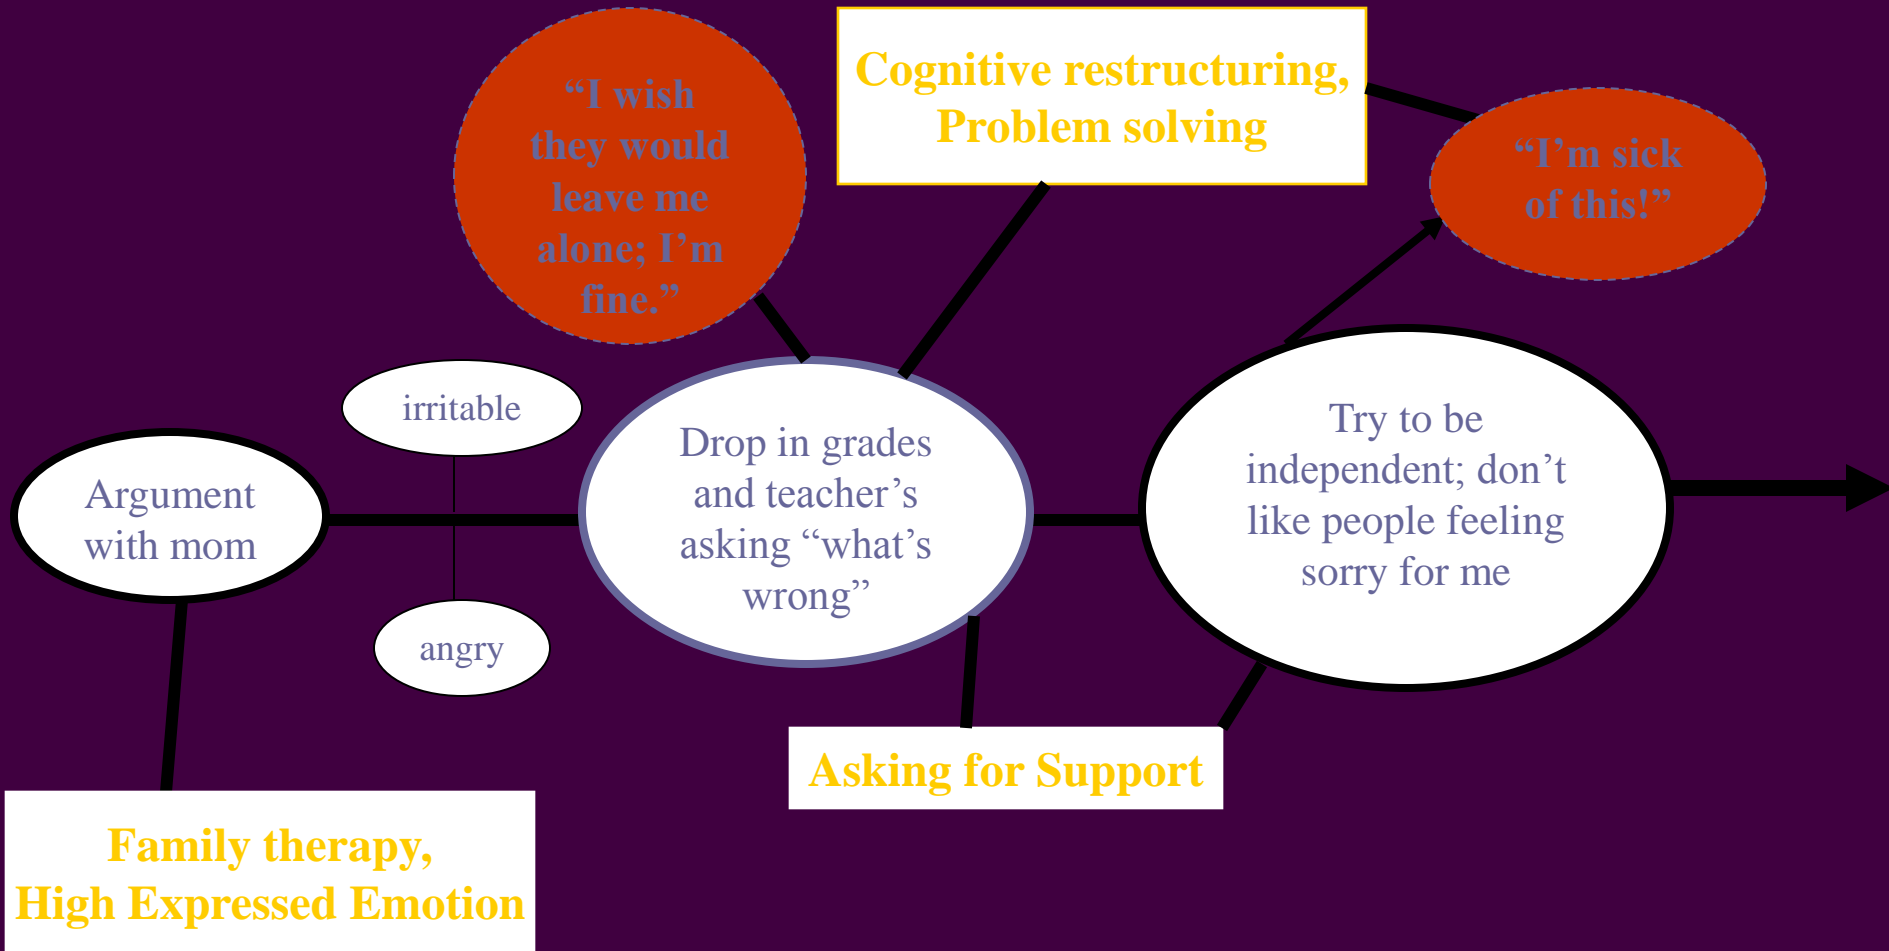 “I wish
they would
leave me
alone; I’m
fine.”
Cognitive restructuring,
Problem solving
“I’m sick
of this!”
irritable
Argument
with mom
angry
Drop in grades
and teacher’s
asking “what’s
wrong”
Try to be
independent; don’t
like people feeling
sorry for me
Asking for Support
Family therapy,
High Expressed Emotion